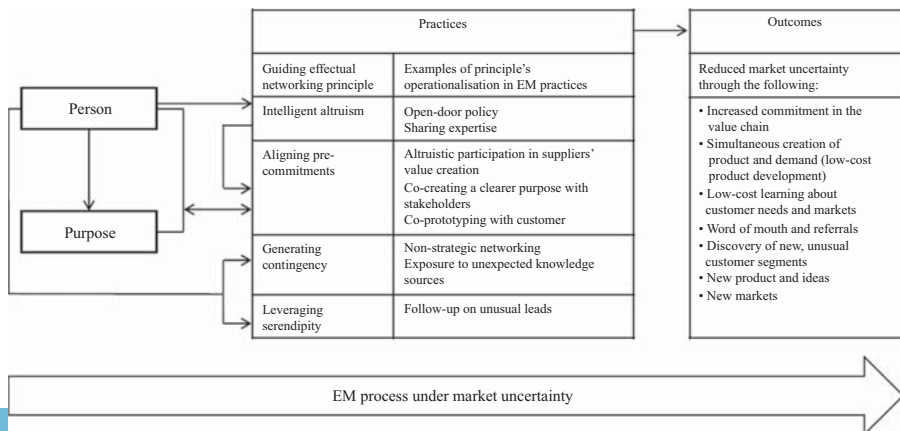 Practices
Outcomes
Person
Purpose
Guiding effectual
networking principle
Examples of principle's
operationalisation in EM practices
Intelligent altruism
Open-door policy
Sharing expertise
Aligning pre-
commitments
Altruistic participation in suppliers'
value creation
Co-creating a clearer purpose with
stakeholders
Co-prototyping with customer
Generating
contingency
Non-strategic networking
Exposure to unexpected knowledge
sources
Leveraging
serendipity
Follow-up on unusual leads
Reduced market uncertainty
through the following:
• Increased commitment in the
value chain
• Simultaneous creation of
product and demand (low-cost
product development)
• Low-cost learning about
customer needs and markets
• Word of mouth and referrals
• Discovery of new, unusual
customer segments
• New product and ideas
• New markets
EM process under market uncertainty